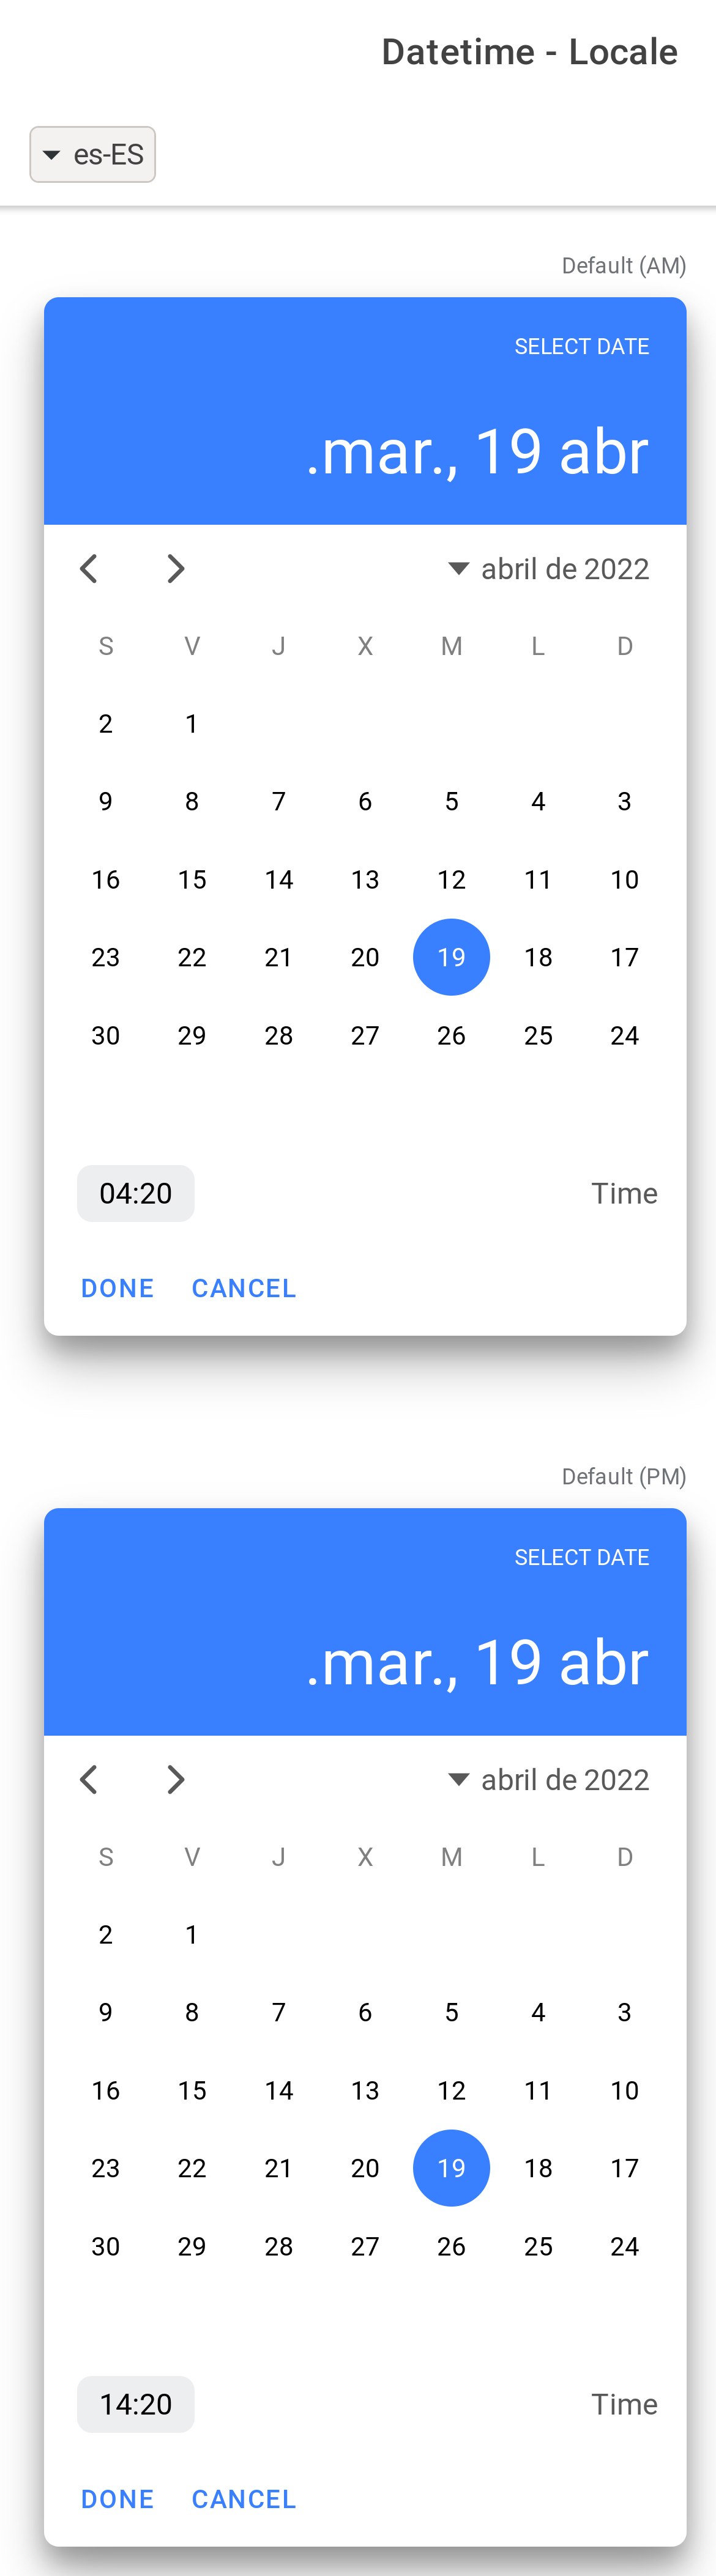 Datetime - Locale
es-ES
Default (AM)
SELECT DATE
.mar., 19 abr
abril de 2022
S V J X M L D
2 1
9 8 7 6 5 4 3
16 15 14 13 12 11 10
23 22 21 20 19 18 17
30 29 28 27 26 25 24
04:20 Time
DONE CANCEL
Default (PM)
SELECT DATE
.mar., 19 abr
abril de 2022
S V J X M L D
2 1
9 8 7 6 5 4 3
16 15 14 13 12 11 10
23 22 21 20 19 18 17
30 29 28 27 26 25 24
14:20 Time
DONE CANCEL